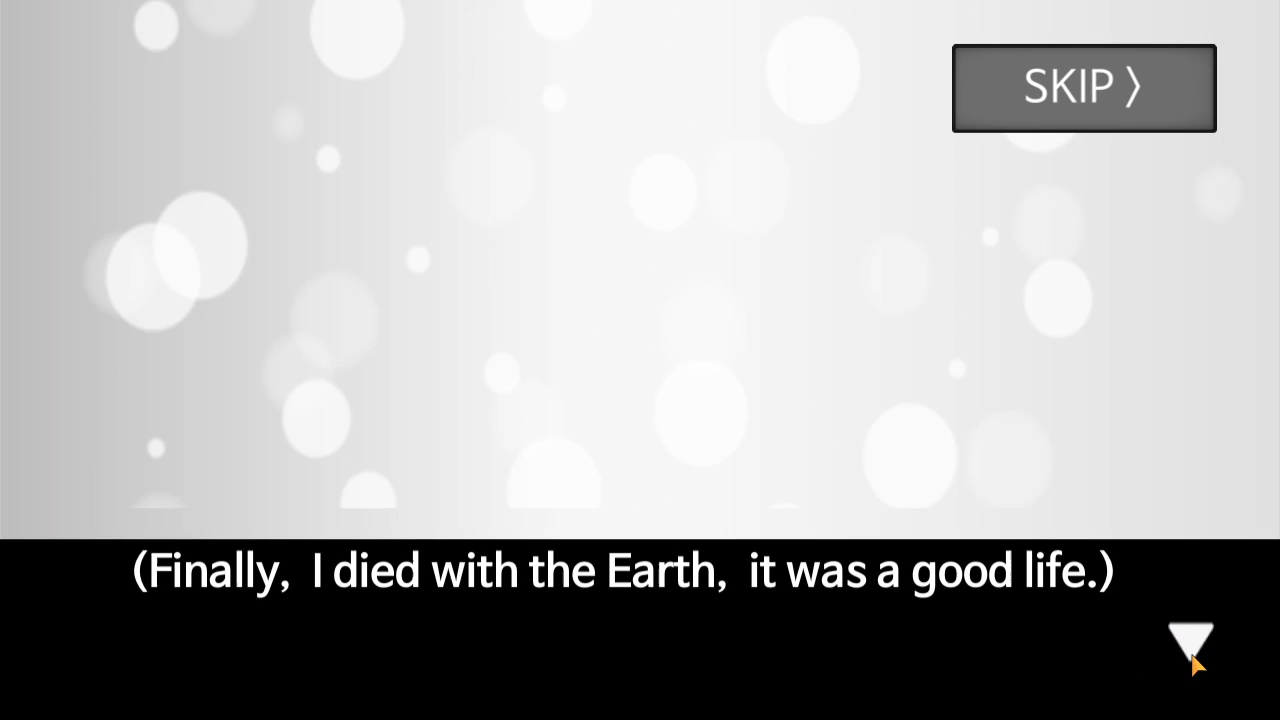 SKIP 〉
(Finally, I died with the Earth, it was a good life.)